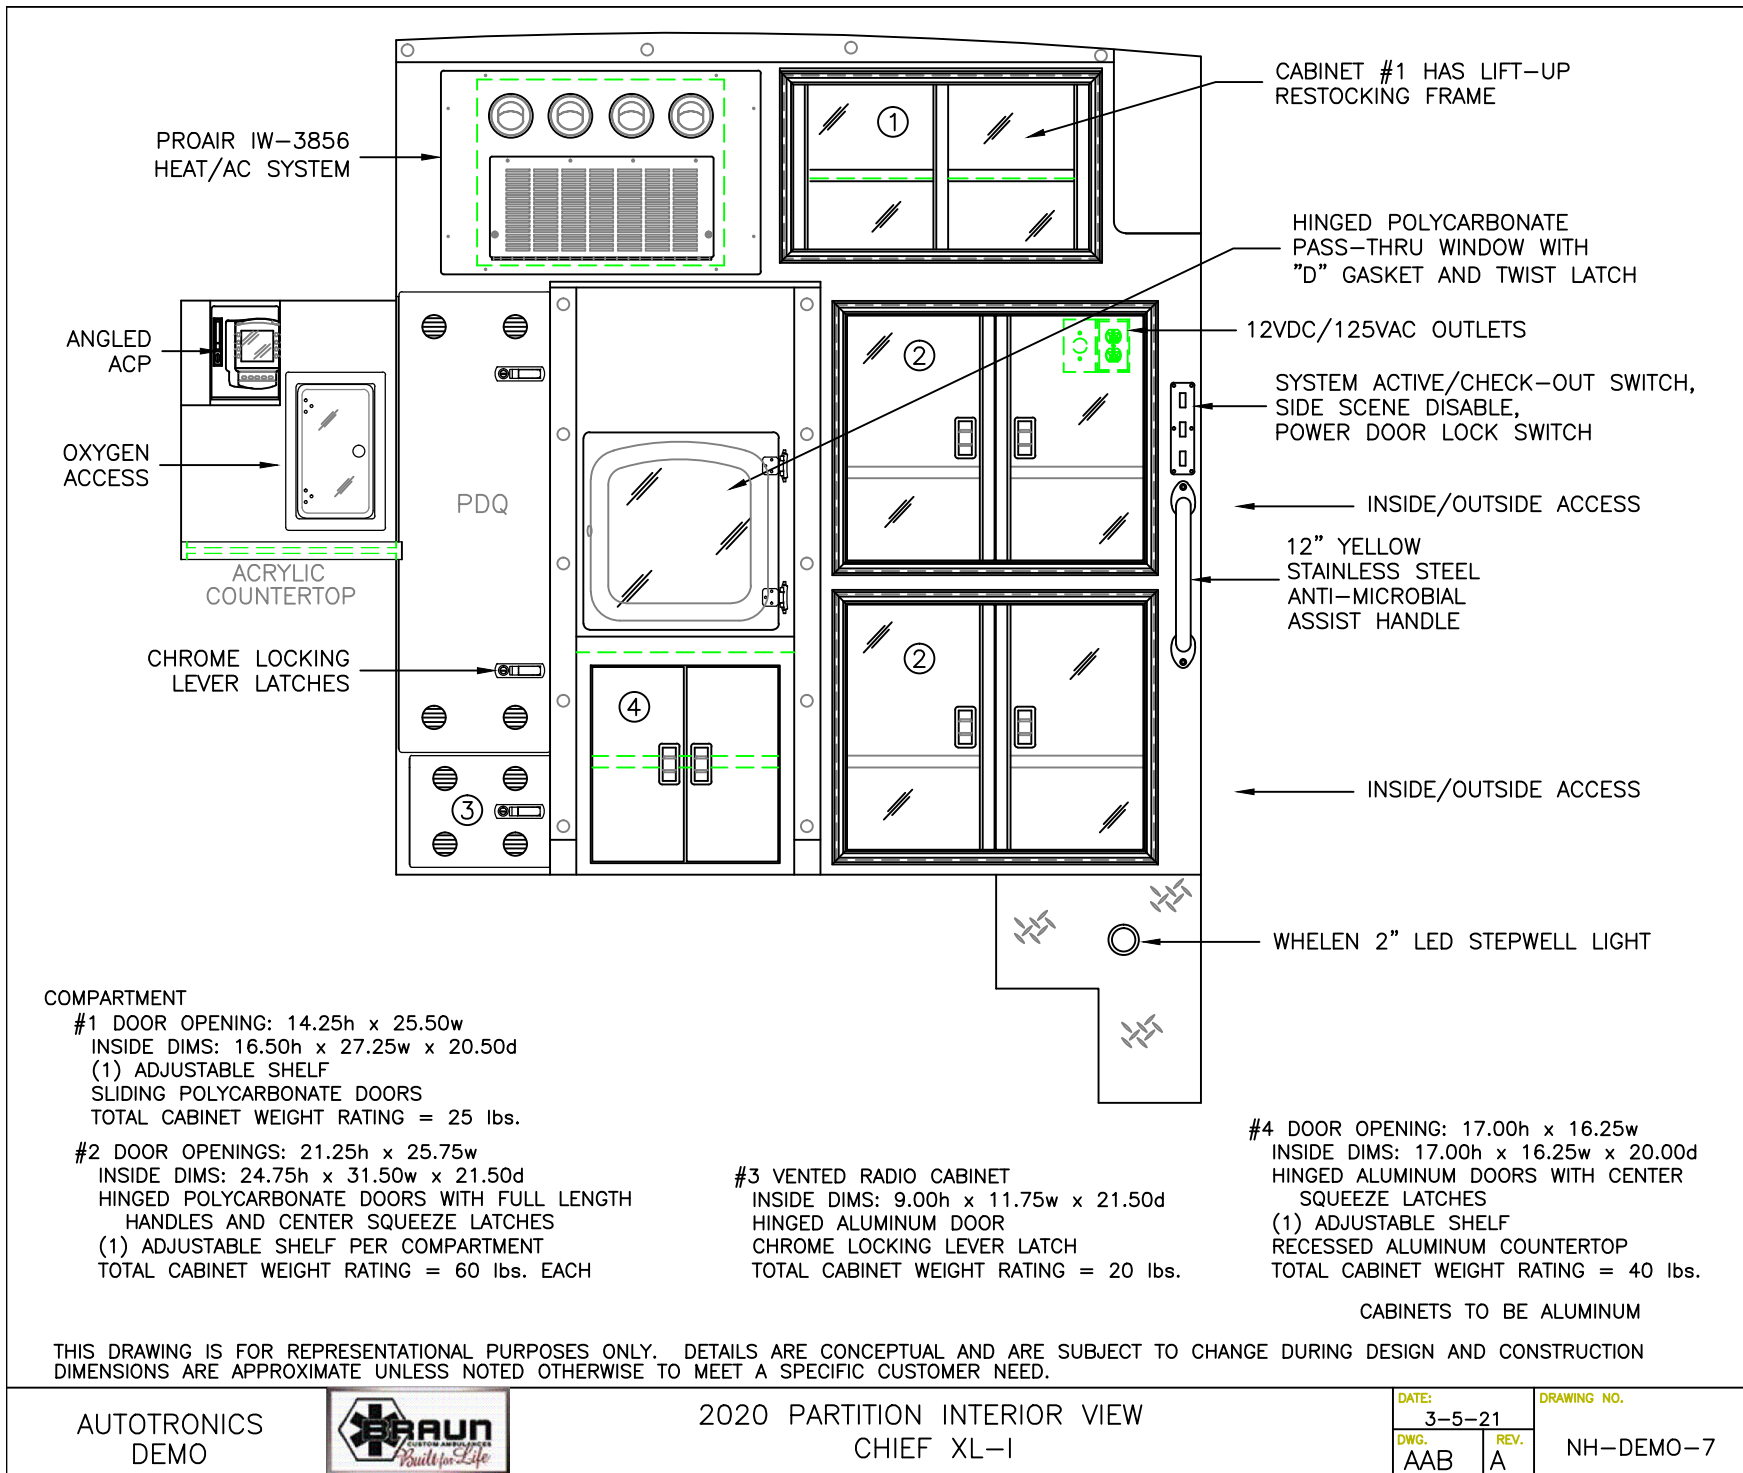 CABINET #1 HAS LIFT-UP
RESTOCKING FRAME
PROAIR IW-3856
HEAT/AC SYSTEM
1
HINGED POLYCARBONATE
PASS-THRU WINDOW WITH
"D" GASKET AND TWIST LATCH
ANGLED
ACP
12VDC/125VAC OUTLETS
2
SYSTEM ACTIVE/CHECK-OUT SWITCH,
SIDE SCENE DISABLE,
POWER DOOR LOCK SWITCH
OXYGEN
ACCESS
PDQ
INSIDE/OUTSIDE ACCESS
12" YELLOW
STAINLESS STEEL
ANTI-MICROBIAL
ASSIST HANDLE
ACRYLIC
COUNTERTOP
CHROME LOCKING
LEVER LATCHES
2
4
3
INSIDE/OUTSIDE ACCESS
WHELEN 2" LED STEPWELL LIGHT
COMPARTMENT
#1 DOOR OPENING: 14.25h x 25.50w
INSIDE DIMS: 16.50h x 27.25w x 20.50d
(1) ADJUSTABLE SHELF
SLIDING POLYCARBONATE DOORS
TOTAL CABINET WEIGHT RATING = 25 lbs.
#2 DOOR OPENINGS: 21.25h x 25.75w
INSIDE DIMS: 24.75h x 31.50w x 21.50d
HINGED POLYCARBONATE DOORS WITH FULL LENGTH
HANDLES AND CENTER SQUEEZE LATCHES
(1) ADJUSTABLE SHELF PER COMPARTMENT
TOTAL CABINET WEIGHT RATING = 60 lbs. EACH
#3 VENTED RADIO CABINET
INSIDE DIMS: 9.00h x 11.75w x 21.50d
HINGED ALUMINUM DOOR
CHROME LOCKING LEVER LATCH
TOTAL CABINET WEIGHT RATING = 20 lbs.
#4 DOOR OPENING: 17.00h x 16.25w
INSIDE DIMS: 17.00h x 16.25w x 20.00d
HINGED ALUMINUM DOORS WITH CENTER
SQUEEZE LATCHES
(1) ADJUSTABLE SHELF
RECESSED ALUMINUM COUNTERTOP
TOTAL CABINET WEIGHT RATING = 40 lbs.
CABINETS TO BE ALUMINUM
THIS DRAWING IS FOR REPRESENTATIONAL PURPOSES ONLY. DETAILS ARE CONCEPTUAL AND ARE SUBJECT TO CHANGE DURING DESIGN AND CONSTRUCTION
DIMENSIONS ARE APPROXIMATE UNLESS NOTED OTHERWISE TO MEET A SPECIFIC CUSTOMER NEED.
AUTOTRONICS
DEMO
BRAUN
CUSTOM AMBULANCES
Built for Life
2020 PARTITION INTERIOR VIEW
CHIEF XL-I
DATE:
3-5-21
DWG.
AAB
REV.
A
DRAWING NO.
NH-DEMO-7